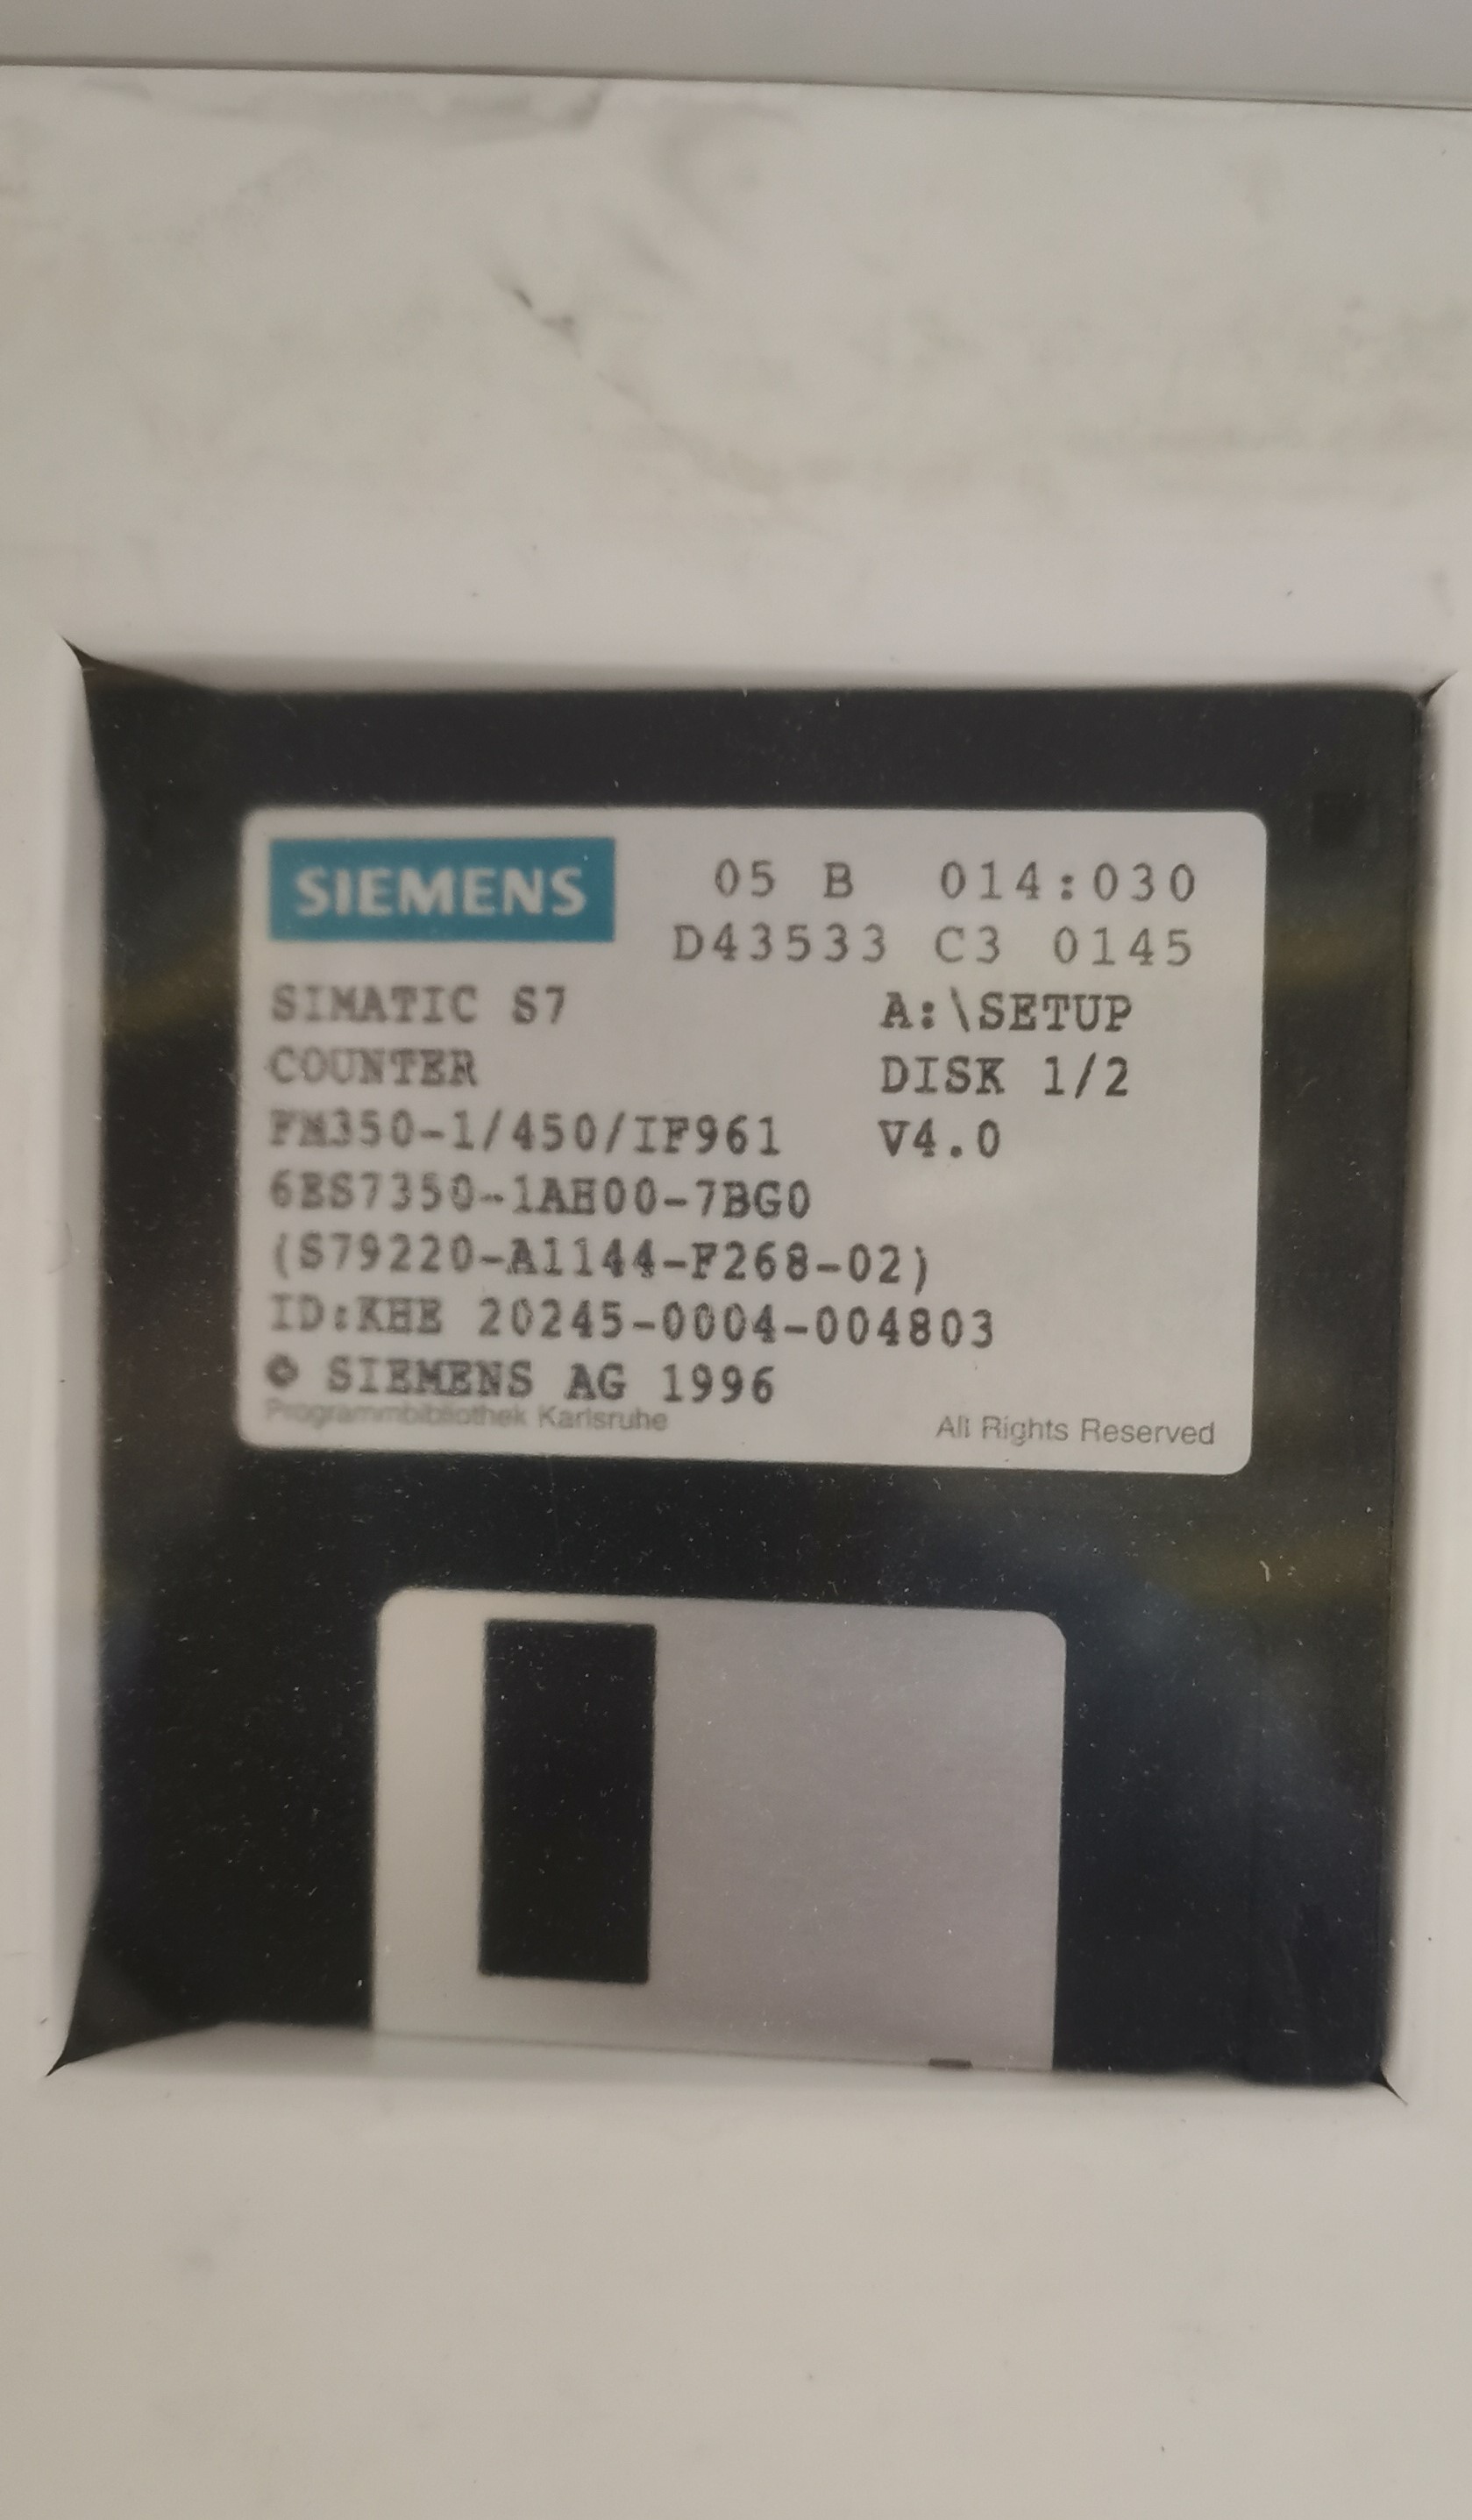 SIEMENS 05 B 014:030
D43533 C3 0145
SIMATIC S7 A:\SETUP
COUNTER DISK 1/2
FM350-1/450/IF961 V4.0
6ES7350-1AH00-7BG0
(S79220-A1144-F268-02)
ID:KHE 20245-0004-004803
© SIEMENS AG 1996
Programmbibliothek Karlsruhe All Rights Reserved